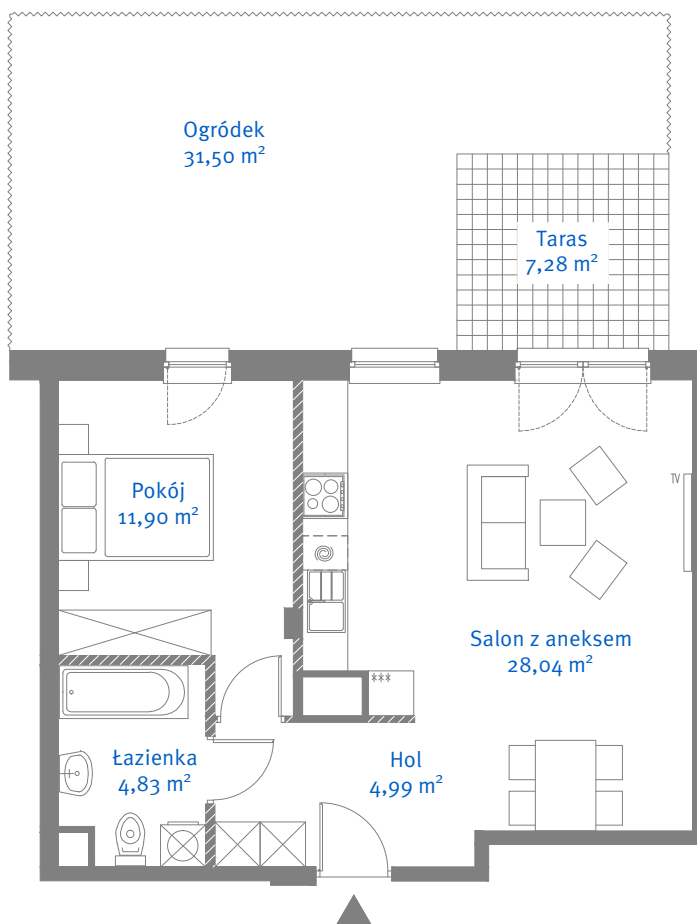 Ogródek
31,50 m²
Taras
7,28 m²
Pokój
11,90 m²
TV
Salon z aneksem
28,04 m²
***
Łazienka
4,83 m²
Hol
4,99 m²